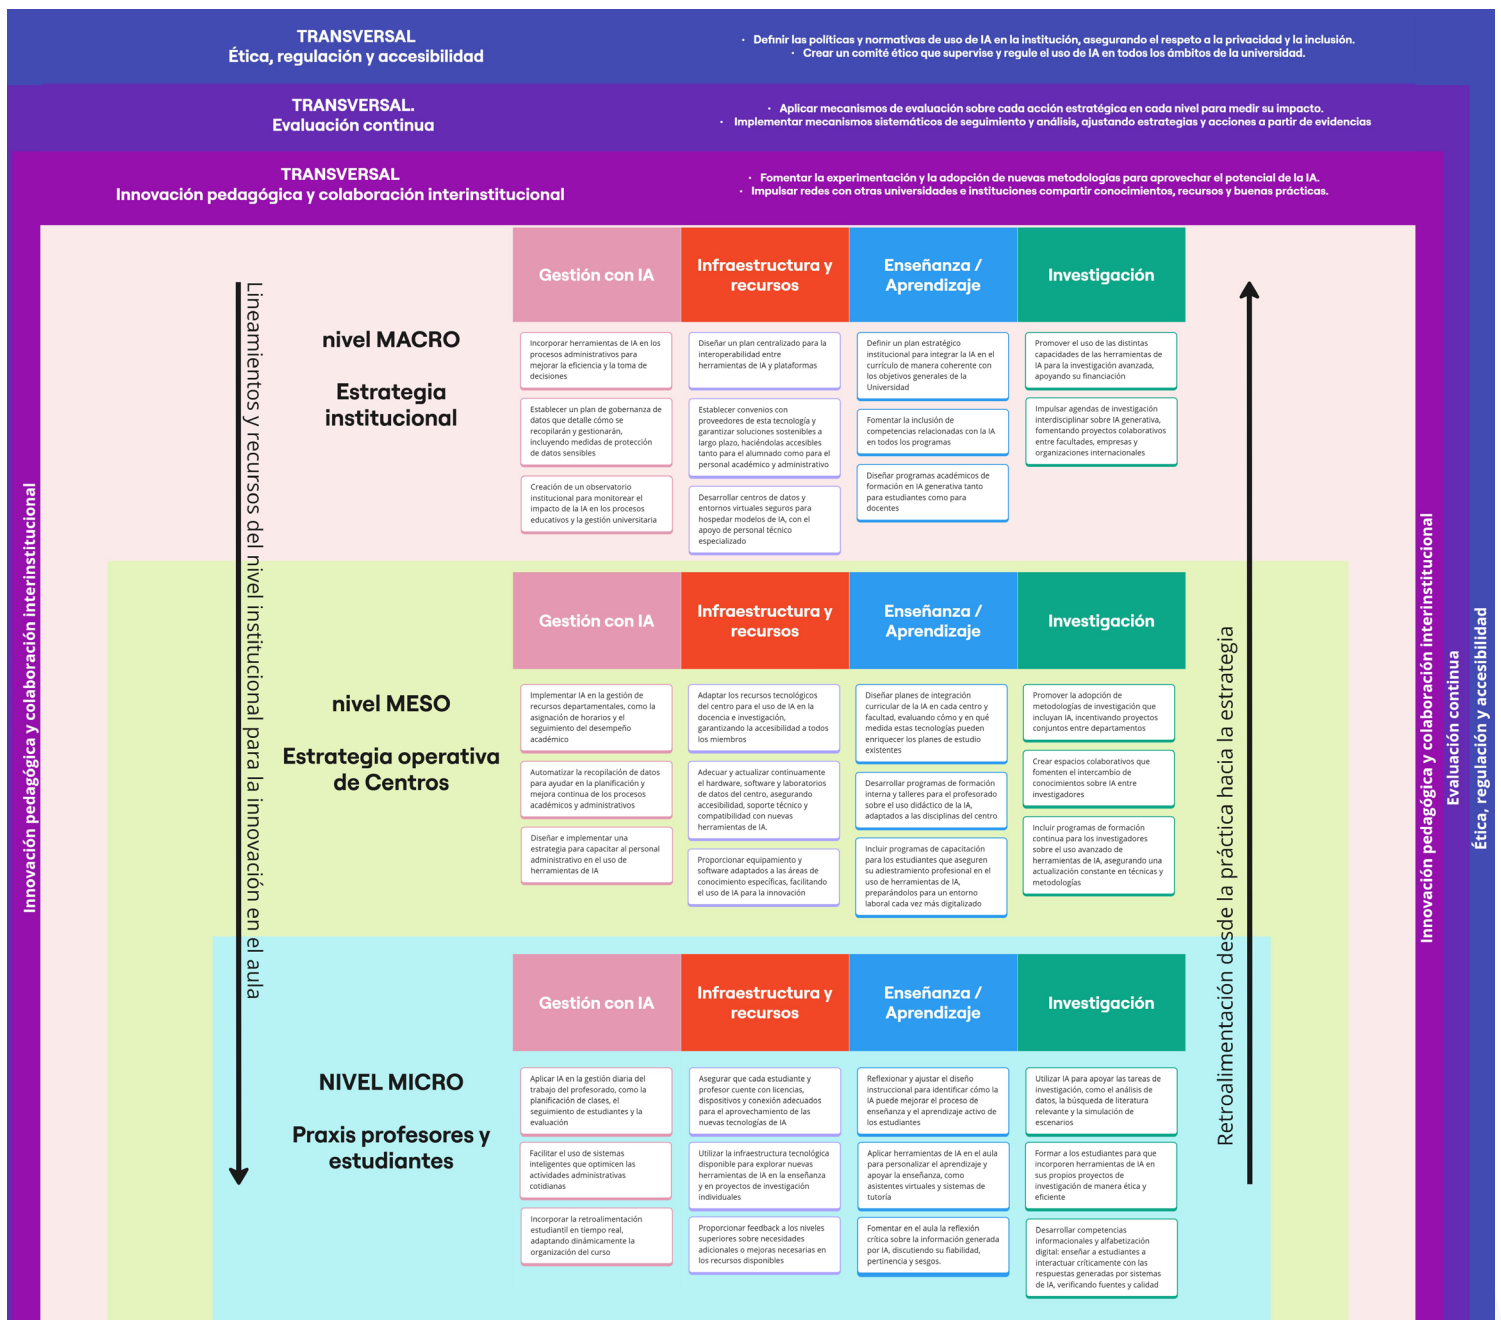 TRANSVERSAL
Ética, regulación y accesibilidad
· Definir las políticas y normativas de uso de IA en la institución, asegurando el respeto a la privacidad y la inclusión.
· Crear un comité ético que supervise y regule el uso de IA en todos los ámbitos de la universidad.
TRANSVERSAL.
Evaluación continua
· Aplicar mecanismos de evaluación sobre cada acción estratégica en cada nivel para medir su impacto.
· Implementar mecanismos sistemáticos de seguimiento y análisis, ajustando estrategias y acciones a partir de evidencias
TRANSVERSAL
Innovación pedagógica y colaboración interinstitucional
· Fomentar la experimentación y la adopción de nuevas metodologías para aprovechar el potencial de la IA.
· Impulsar redes con otras universidades e instituciones compartir conocimientos, recursos y buenas prácticas.
Innovación pedagógica y colaboración interinstitucional
Lineamientos y recursos del nivel institucional para la innovación en el aula
nivel MACRO
Estrategia
institucional
Gestión con IA
Incorporar herramientas de IA en los
procesos administrativos para
mejorar la eficiencia y la toma de
decisiones
Establecer un plan de gobernanza de
datos que detalle cómo se
recopilarán y gestionarán,
incluyendo medidas de protección
de datos sensibles
Creación de un observatorio
institucional para monitorear el
impacto de la IA en los procesos
educativos y la gestión universitaria
Infraestructura y
recursos
Diseñar un plan centralizado para la
interoperabilidad entre
herramientas de IA y plataformas
Establecer convenios con
proveedores de esta tecnología y
garantizar soluciones sostenibles a
largo plazo, haciéndolas accesibles
tanto para el alumnado como para el
personal académico y administrativo
Desarrollar centros de datos y
entornos virtuales seguros para
hospedar modelos de IA, con el
apoyo de personal técnico
especializado
Enseñanza /
Aprendizaje
Definir un plan estratégico
institucional para integrar la IA en el
currículo de manera coherente con
los objetivos generales de la
Universidad
Fomentar la inclusión de
competencias relacionadas con la IA
en todos los programas
Diseñar programas académicos de
formación en IA generativa tanto
para estudiantes como para
docentes
Investigación
Promover el uso de las distintas
capacidades de las herramientas de
IA para la investigación avanzada,
apoyando su financiación
Impulsar agendas de investigación
interdisciplinar sobre IA generativa,
fomentando proyectos colaborativos
entre facultades, empresas y
organizaciones internacionales
nivel MESO
Estrategia operativa
de Centros
Gestión con IA
Implementar IA en la gestión de
recursos departamentales, como la
asignación de horarios y el
seguimiento del desempeño
académico
Automatizar la recopilación de datos
para ayudar en la planificación y
mejora continua de los procesos
académicos y administrativos
Diseñar e implementar una
estrategia para capacitar al personal
administrativo en el uso de
herramientas de IA
Infraestructura y
recursos
Adaptar los recursos tecnológicos
del centro para el uso de IA en la
docencia e investigación,
garantizando la accesibilidad a todos
los miembros
Adecuar y actualizar continuamente
el hardware, software y laboratorios
de datos del centro, asegurando
accesibilidad, soporte técnico y
compatibilidad con nuevas
herramientas de IA.
Proporcionar equipamiento y
software adaptados a las áreas de
conocimiento específicas, facilitando
el uso de IA para la innovación
Enseñanza /
Aprendizaje
Diseñar planes de integración
curricular de la IA en cada centro y
facultad, evaluando cómo y en qué
medida estas tecnologías pueden
enriquecer los planes de estudio
existentes
Desarrollar programas de formación
interna y talleres para el profesorado
sobre el uso didáctico de la IA,
adaptados a las disciplinas del centro
Incluir programas de capacitación
para los estudiantes que aseguren
su adiestramiento profesional en el
uso de herramientas de IA,
preparándolos para un entorno
laboral cada vez más digitalizado
Investigación
Promover la adopción de
metodologías de investigación que
incluyan IA, incentivando proyectos
conjuntos entre departamentos
Crear espacios colaborativos que
fomenten el intercambio de
conocimientos sobre IA entre
investigadores
Incluir programas de formación
continua para los investigadores
sobre el uso avanzado de
herramientas de IA, asegurando una
actualización constante en técnicas y
metodologías
NIVEL MICRO
Praxis profesores y
estudiantes
Gestión con IA
Aplicar IA en la gestión diaria del
trabajo del profesorado, como la
planificación de clases, el
seguimiento de estudiantes y la
evaluación
Facilitar el uso de sistemas
inteligentes que optimicen las
actividades administrativas
cotidianas
Incorporar la retroalimentación
estudiantil en tiempo real,
adaptando dinámicamente la
organización del curso
Infraestructura y
recursos
Asegurar que cada estudiante y
profesor cuente con licencias,
dispositivos y conexión adecuados
para el aprovechamiento de las
nuevas tecnologías de IA
Utilizar la infraestructura tecnológica
disponible para explorar nuevas
herramientas de IA en la enseñanza
y en proyectos de investigación
individuales
Proporcionar feedback a los niveles
superiores sobre necesidades
adicionales o mejoras necesarias en
los recursos disponibles
Enseñanza /
Aprendizaje
Reflexionar y ajustar el diseño
instruccional para identificar cómo la
IA puede mejorar el proceso de
enseñanza y el aprendizaje activo de
los estudiantes
Aplicar herramientas de IA en el aula
para personalizar el aprendizaje y
apoyar la enseñanza, como
asistentes virtuales y sistemas de
tutoría
Fomentar en el aula la reflexión
crítica sobre la información generada
por IA, discutiendo su fiabilidad,
pertinencia y sesgos.
Investigación
Utilizar IA para apoyar las tareas de
investigación, como el análisis de
datos, la búsqueda de literatura
relevante y la simulación de
escenarios
Formar a los estudiantes para que
incorporen herramientas de IA en
sus propios proyectos de
investigación de manera ética y
eficiente
Desarrollar competencias
informacionales y alfabetización
digital: enseñar a estudiantes a
interactuar críticamente con las
respuestas generadas por sistemas
de IA, verificando fuentes y calidad
Retroalimentación desde la práctica hacia la estrategia
Innovación pedagógica y colaboración interinstitucional
Evaluación continua
Ética, regulación y accesibilidad